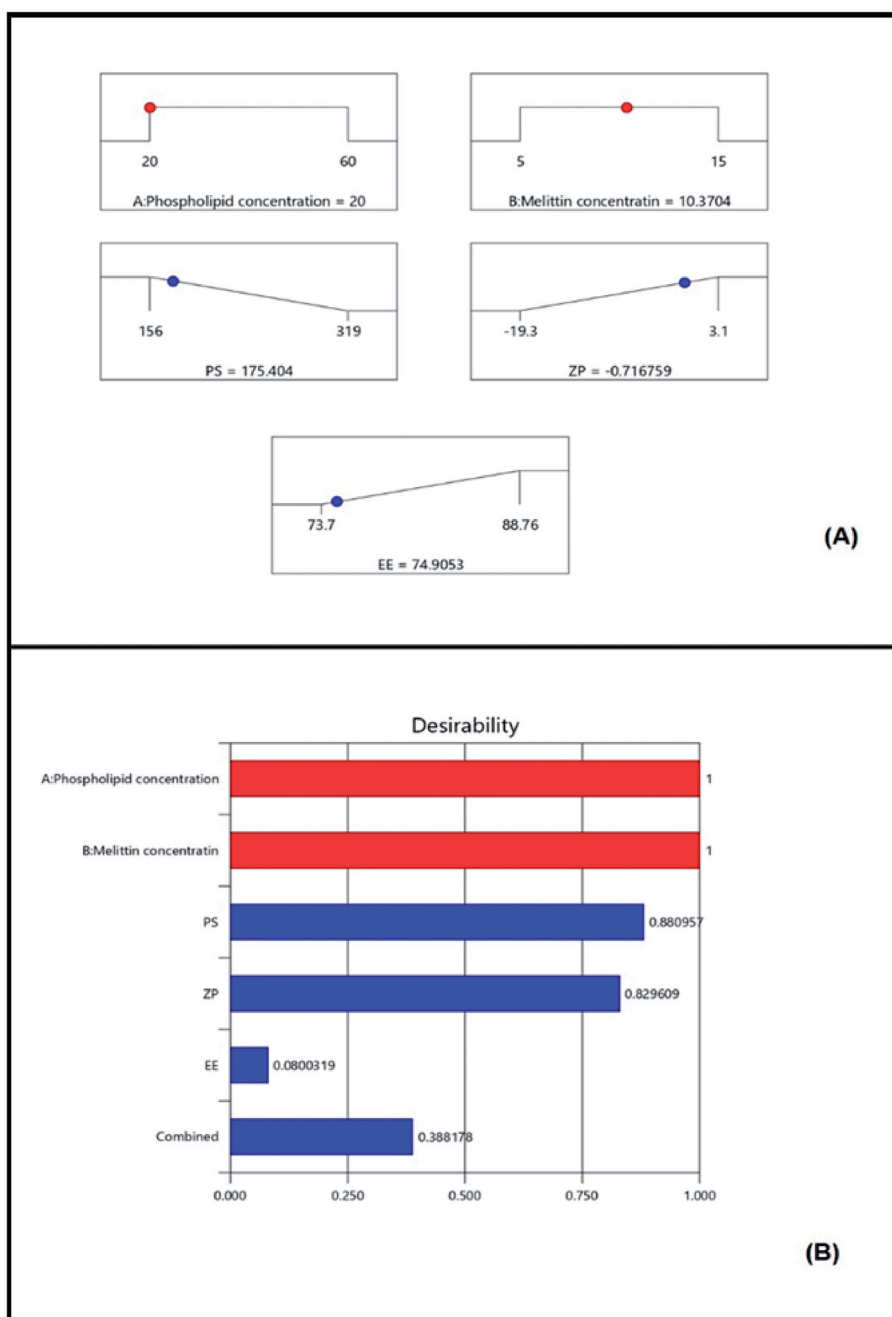 20 60
A:Phospholipid concentration = 20
5 15
B:Melittin concentratin = 10.3704
156 319
PS = 175.404
-19.3 3.1
ZP = -0.716759
73.7 88.76
EE = 74.9053
(A)
Desirability
A:Phospholipid concentration 1
B:Melittin concentratin 1
PS 0.880957
ZP 0.829609
EE 0.0800319
Combined 0.388178
0.000 0.250 0.500 0.750 1.000
(B)